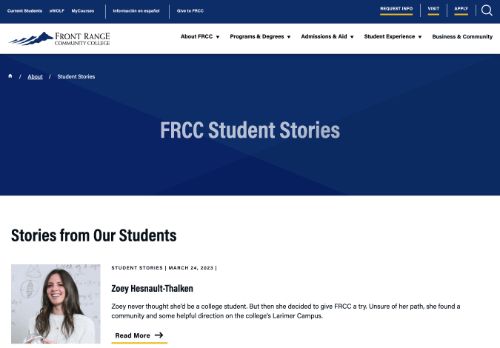 Current Students eWOLF MyCourses Información en español Give to FRCC REQUEST INFO VISIT APPLY
FRONT RANGE
COMMUNITY COLLEGE
About FRCC Programs & Degrees Admissions & Aid Student Experience Business & Community
/ About / Student Stories
FRCC Student Stories
Stories from Our Students
STUDENT STORIES | MARCH 24, 2023 |
Zoey Hesnault-Thalken
Zoey never thought she'd be a college student. But then she decided to give FRCC a try. Unsure of her path, she found a
community and some helpful direction on the college's Larimer Campus.
Read More